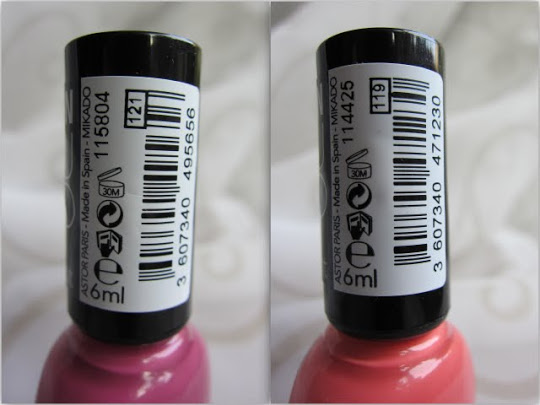 121
ASTOR PARIS - Made in Spain - MIKADO
115804
30M
6ml
3 607340 495656
119
ASTOR PARIS - Made in Spain - MIKADO
114425
30M
6ml
3 607340 471230